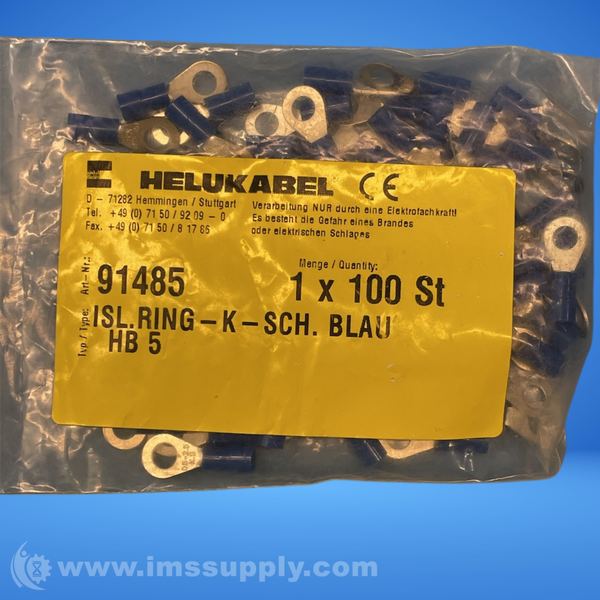 HELUKABEL CE
D – 71282 Hemmingen / Stuttgart
Tel. +49 (0) 71 50 / 92 09 – 0
Fax. +49 (0) 71 50 / 8 17 86
Verarbeitung NUR durch eine Elektrofachkraft!
Es besteht die Gefahr eines Brandes
oder elektrischen Schlages
Art-Nr.:
91485
Menge / Quantity:
1 x 100 St
Typ / Type:
ISL.RING–K–SCH. BLAU
HB 5
www.imssupply.com